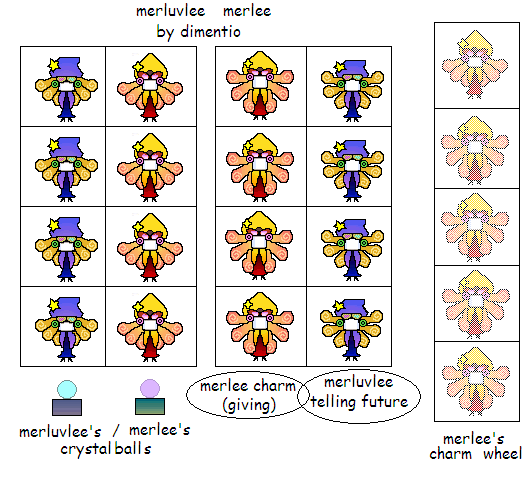 merluvlee merlee
by dimentio
merlee charm
(giving)
merluvlee
telling future
merluvlee's / merlee's
crystal balls
merlee's
charm wheel